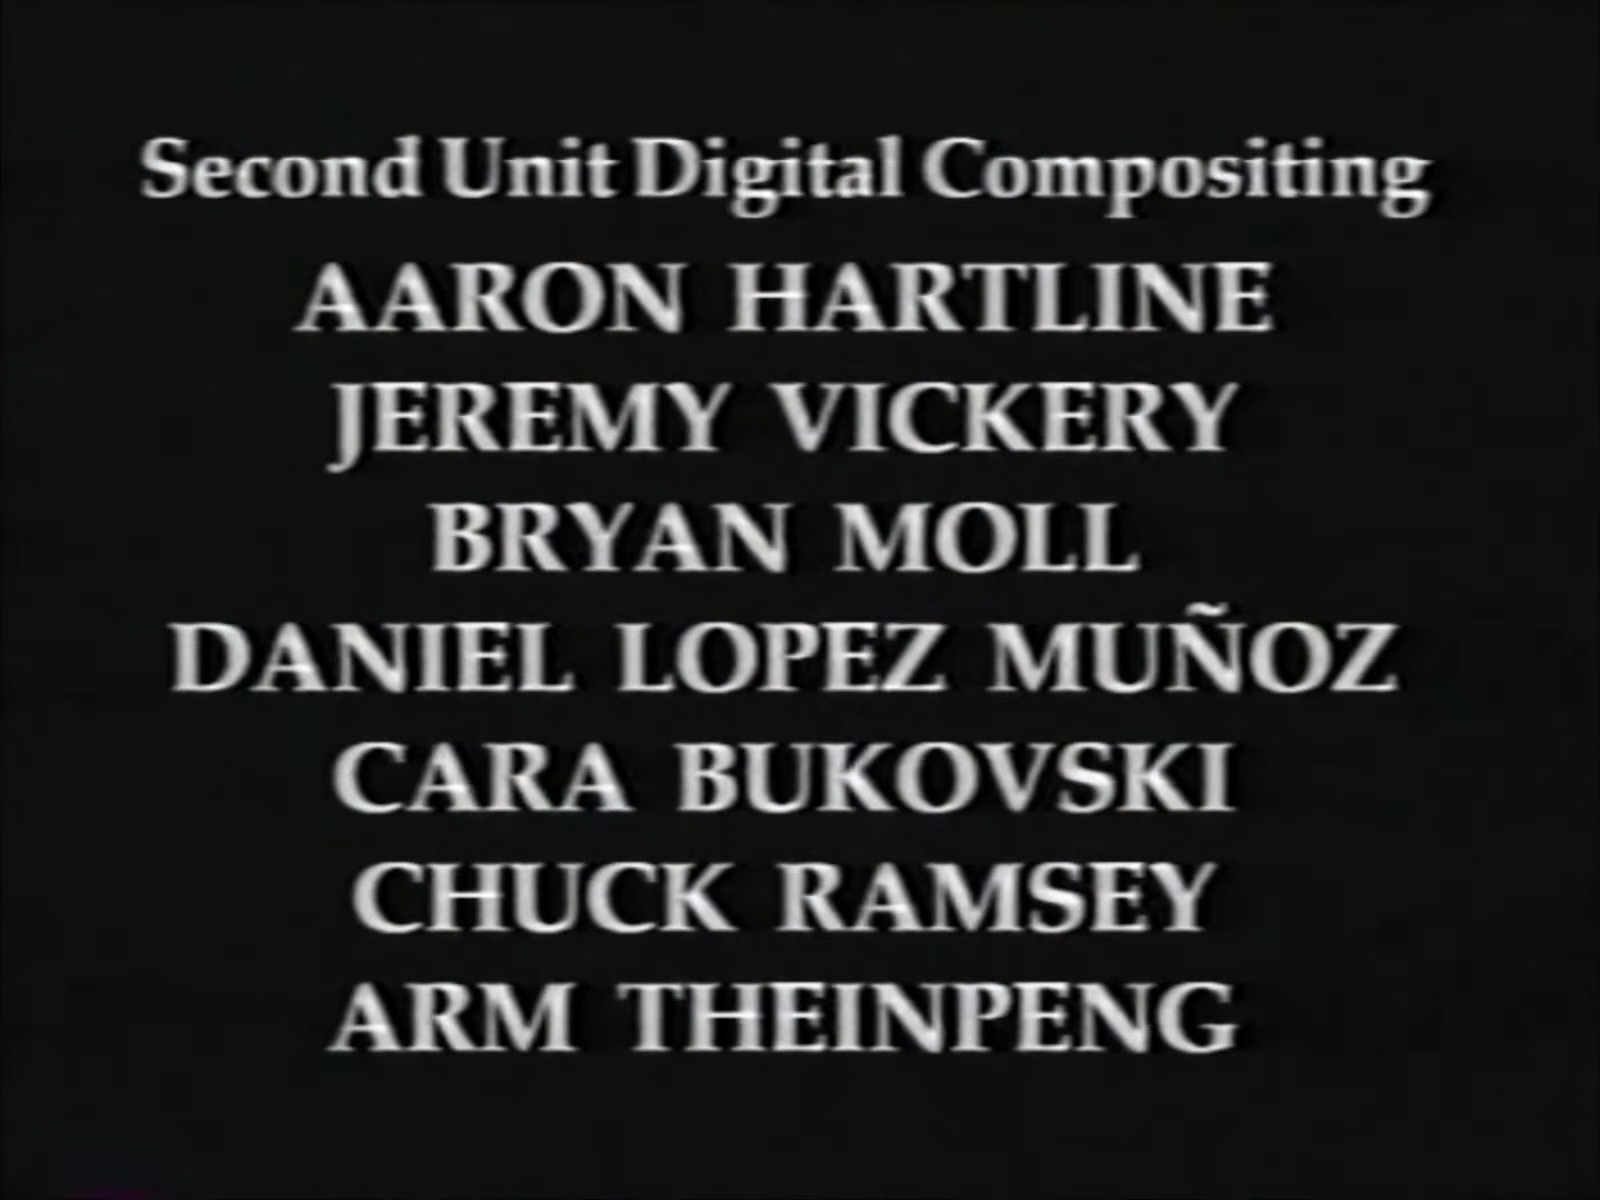 Second Unit Digital Compositing
AARON HARTLINE
JEREMY VICKERY
BRYAN MOLL
DANIEL LOPEZ MUÑOZ
CARA BUKOVSKI
CHUCK RAMSEY
ARM THEINPENG